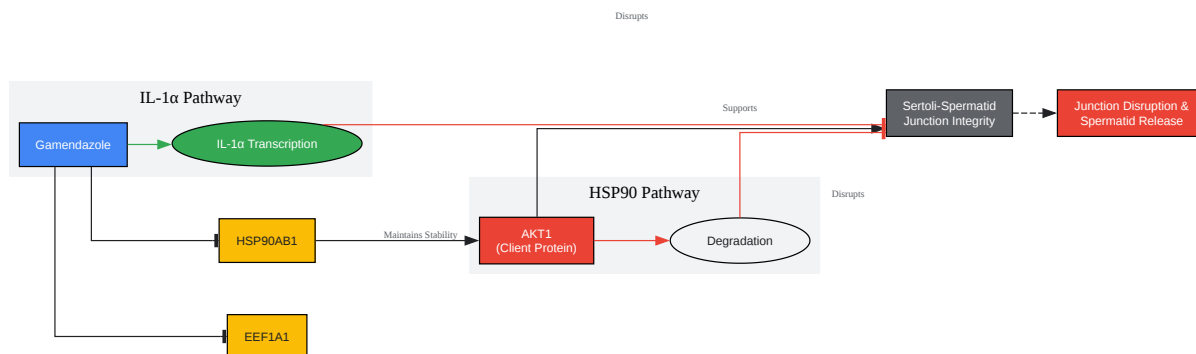 Disrupts
IL-1α Pathway
Gamendazole
IL-1α Transcription
Supports
Sertoli-Spermatid
Junction Integrity
Junction Disruption &
Spermatid Release
HSP90 Pathway
Disrupts
HSP90AB1
Maintains Stability
AKT1
(Client Protein)
Degradation
EEF1A1